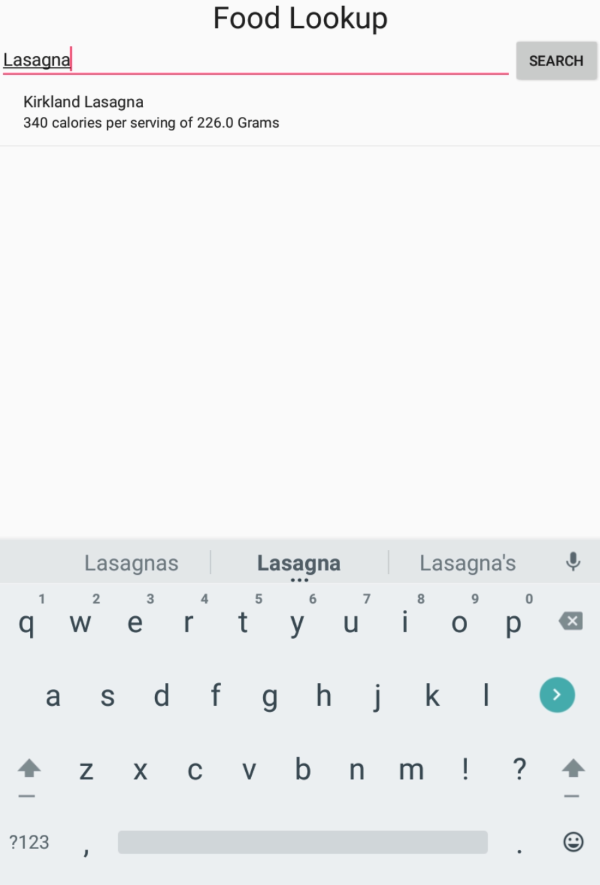 Food Lookup
Lasagna
SEARCH
Kirkland Lasagna
340 calories per serving of 226.0 Grams
Lasagnas Lasagna Lasagna's
1 2 3 4 5 6 7 8 9 0
q w e r t y u i o p
a s d f g h j k l
z x c v b n m ! ?
?123 , .